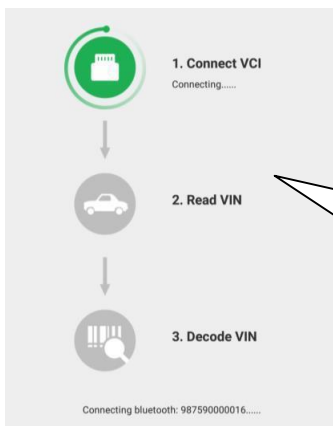 1. Connect VCI
Connecting......
2. Read VIN
3. Decode VIN
Connecting bluetooth: 987590000016......